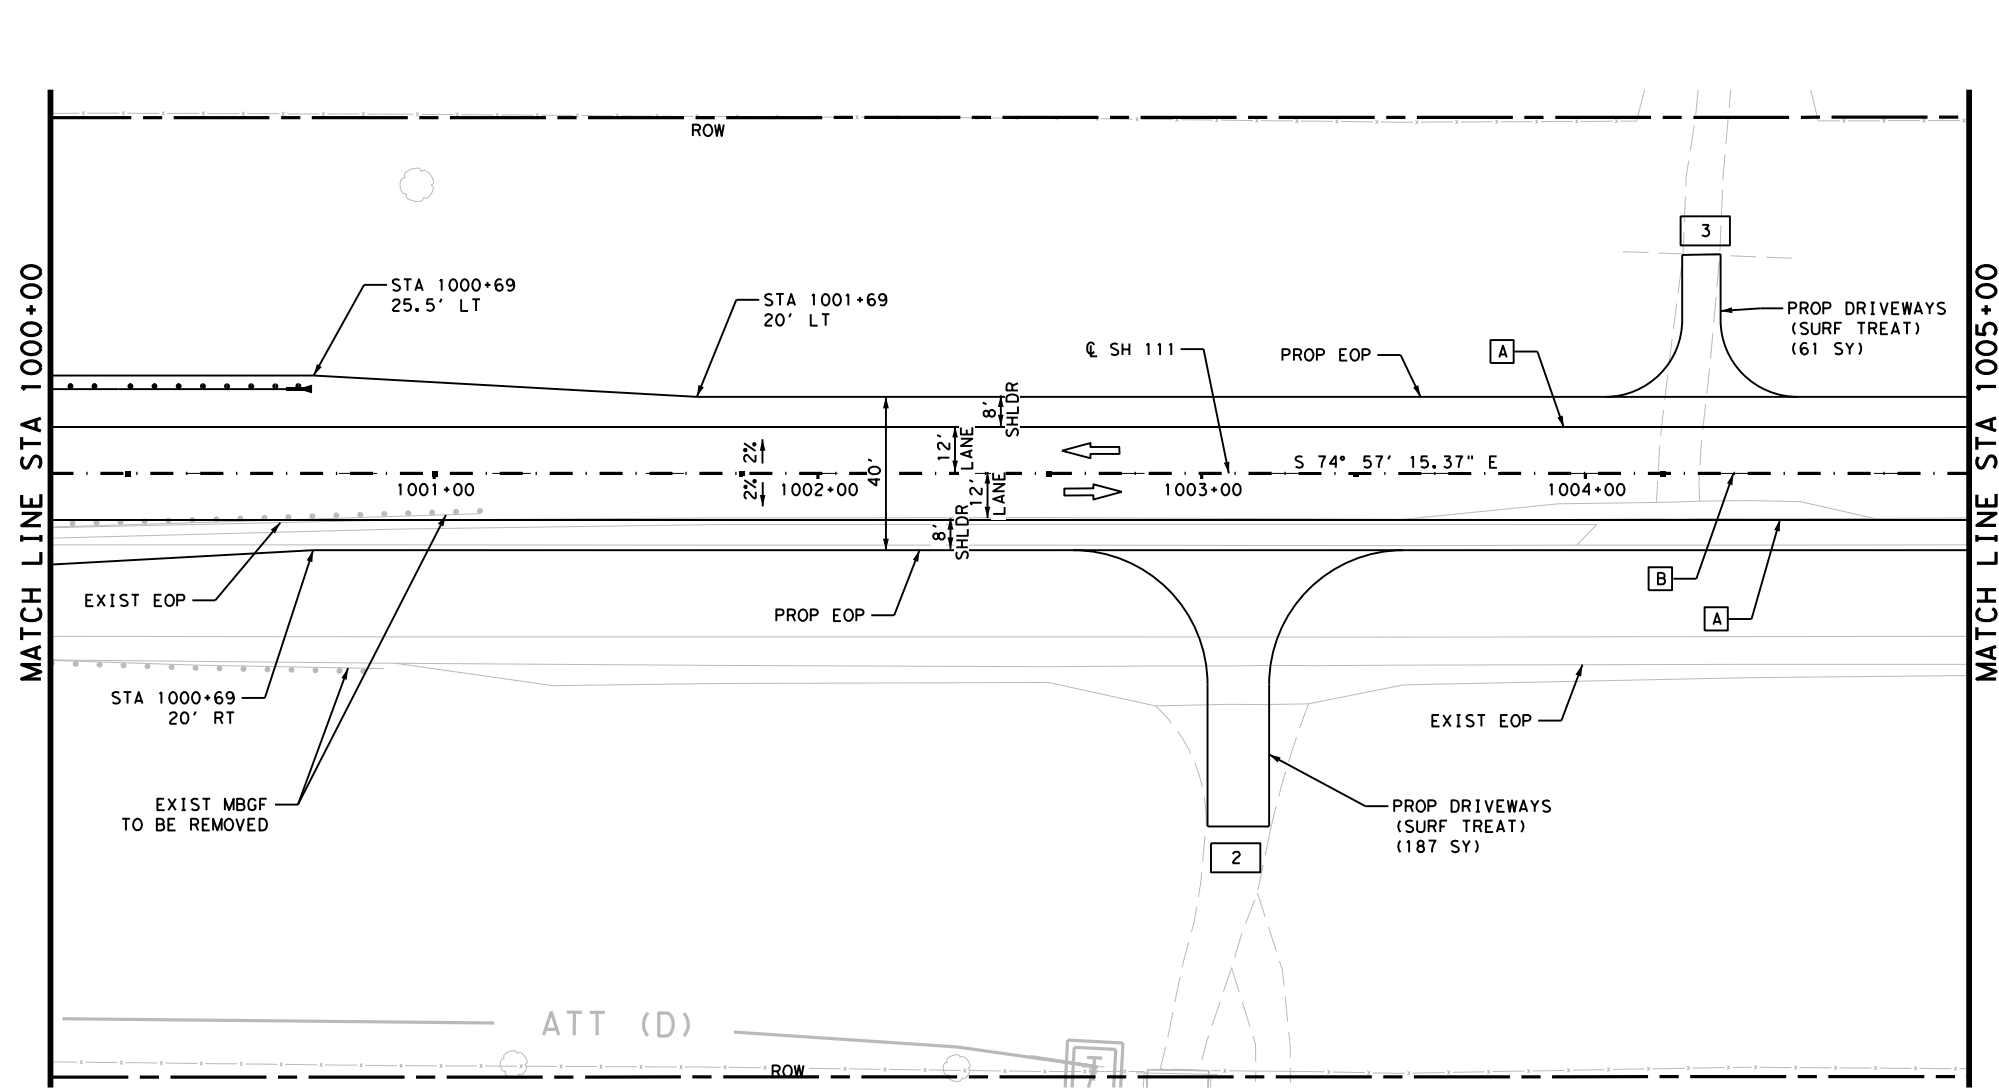 ROW
3
STA 1000+69
25.5' LT
STA 1001+69
20' LT
PROP DRIVEWAYS
(SURF TREAT)
(61 SY)
℄ SH 111
PROP EOP
A
MATCH LINE STA 1000+00
MATCH LINE STA 1005+00
8'
SHLDR
12'
LANE
2%
2%
40'
12'
LANE
8'
SHLDR
S 74° 57' 15.37" E
1001+00
1002+00
1003+00
1004+00
B
A
EXIST EOP
PROP EOP
STA 1000+69
20' RT
EXIST EOP
EXIST MBGF
TO BE REMOVED
PROP DRIVEWAYS
(SURF TREAT)
(187 SY)
2
ATT (D)
T
ROW